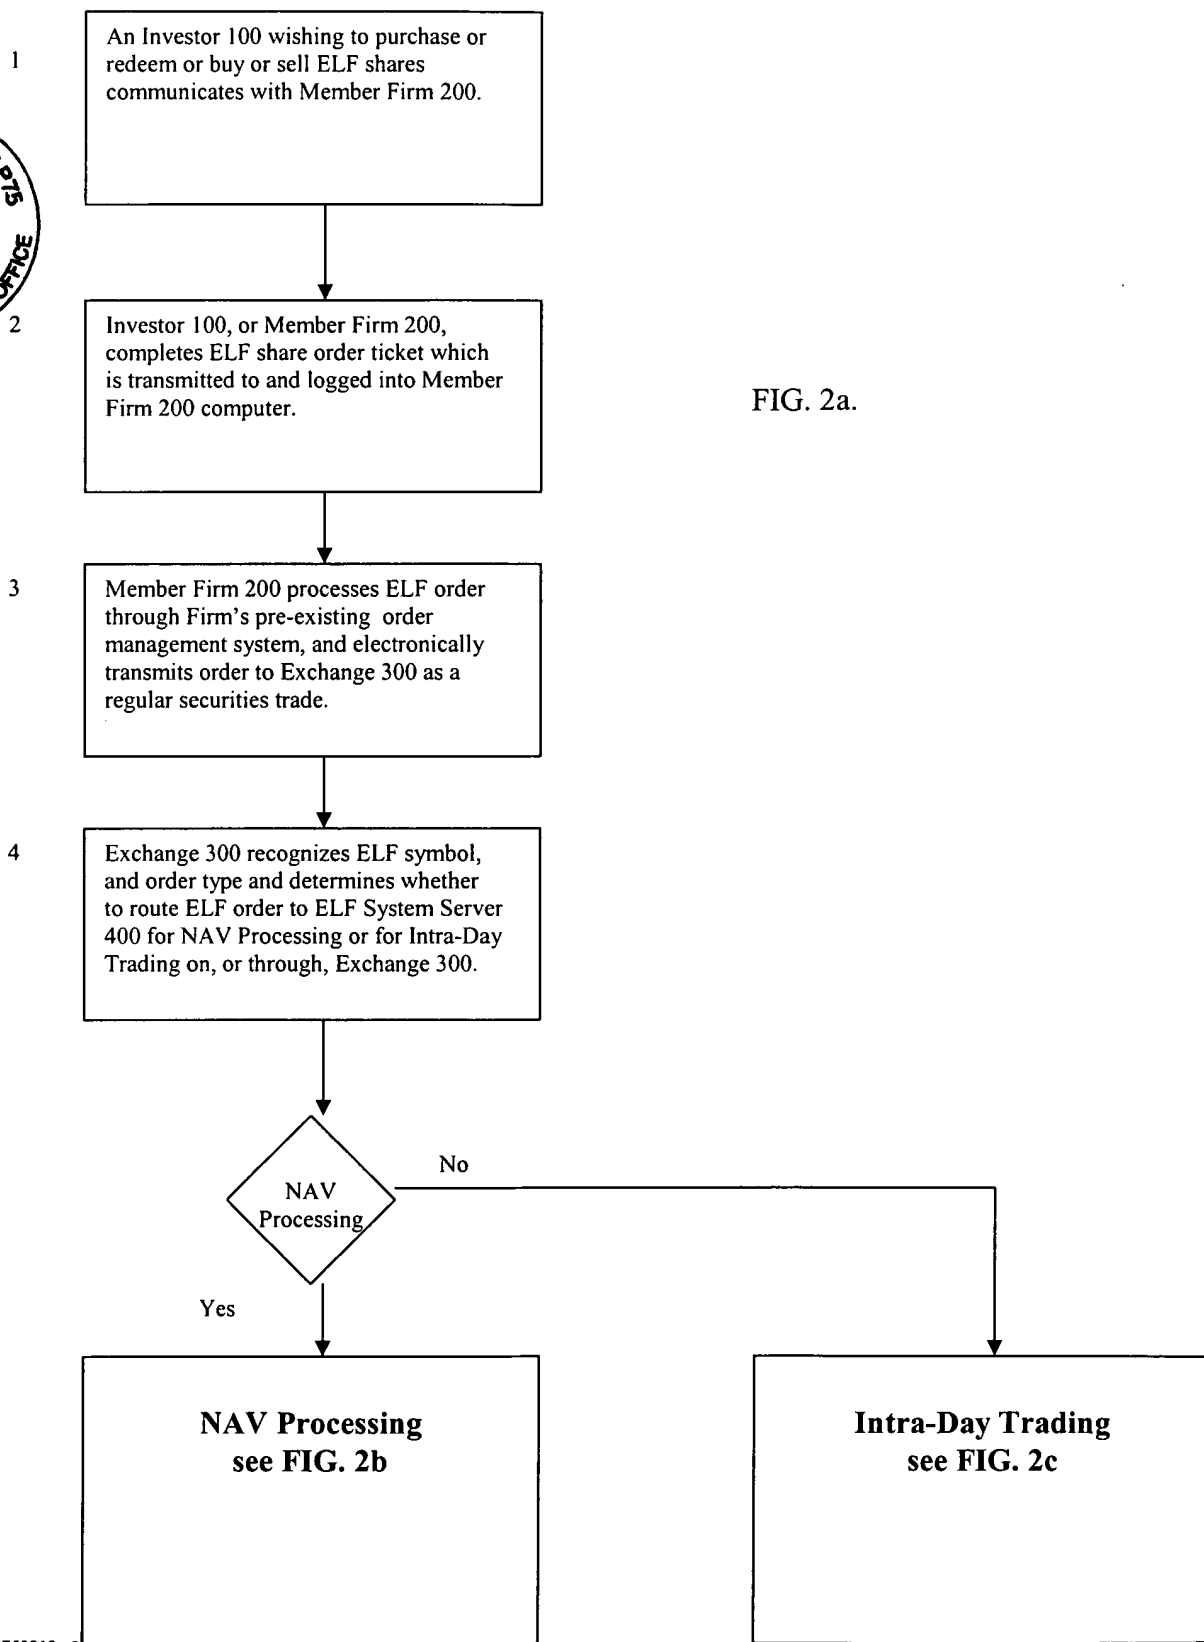 1
An Investor 100 wishing to purchase or
redeem or buy or sell ELF shares
communicates with Member Firm 200.
OFFICE
2
Investor 100, or Member Firm 200,
completes ELF share order ticket which
is transmitted to and logged into Member
Firm 200 computer.
FIG. 2a.
3
Member Firm 200 processes ELF order
through Firm's pre-existing order
management system, and electronically
transmits order to Exchange 300 as a
regular securities trade.
4
Exchange 300 recognizes ELF symbol,
and order type and determines whether
to route ELF order to ELF System Server
400 for NAV Processing or for Intra-Day
Trading on, or through, Exchange 300.
No
NAV
Processing
Yes
NAV Processing
see FIG. 2b
Intra-Day Trading
see FIG. 2c